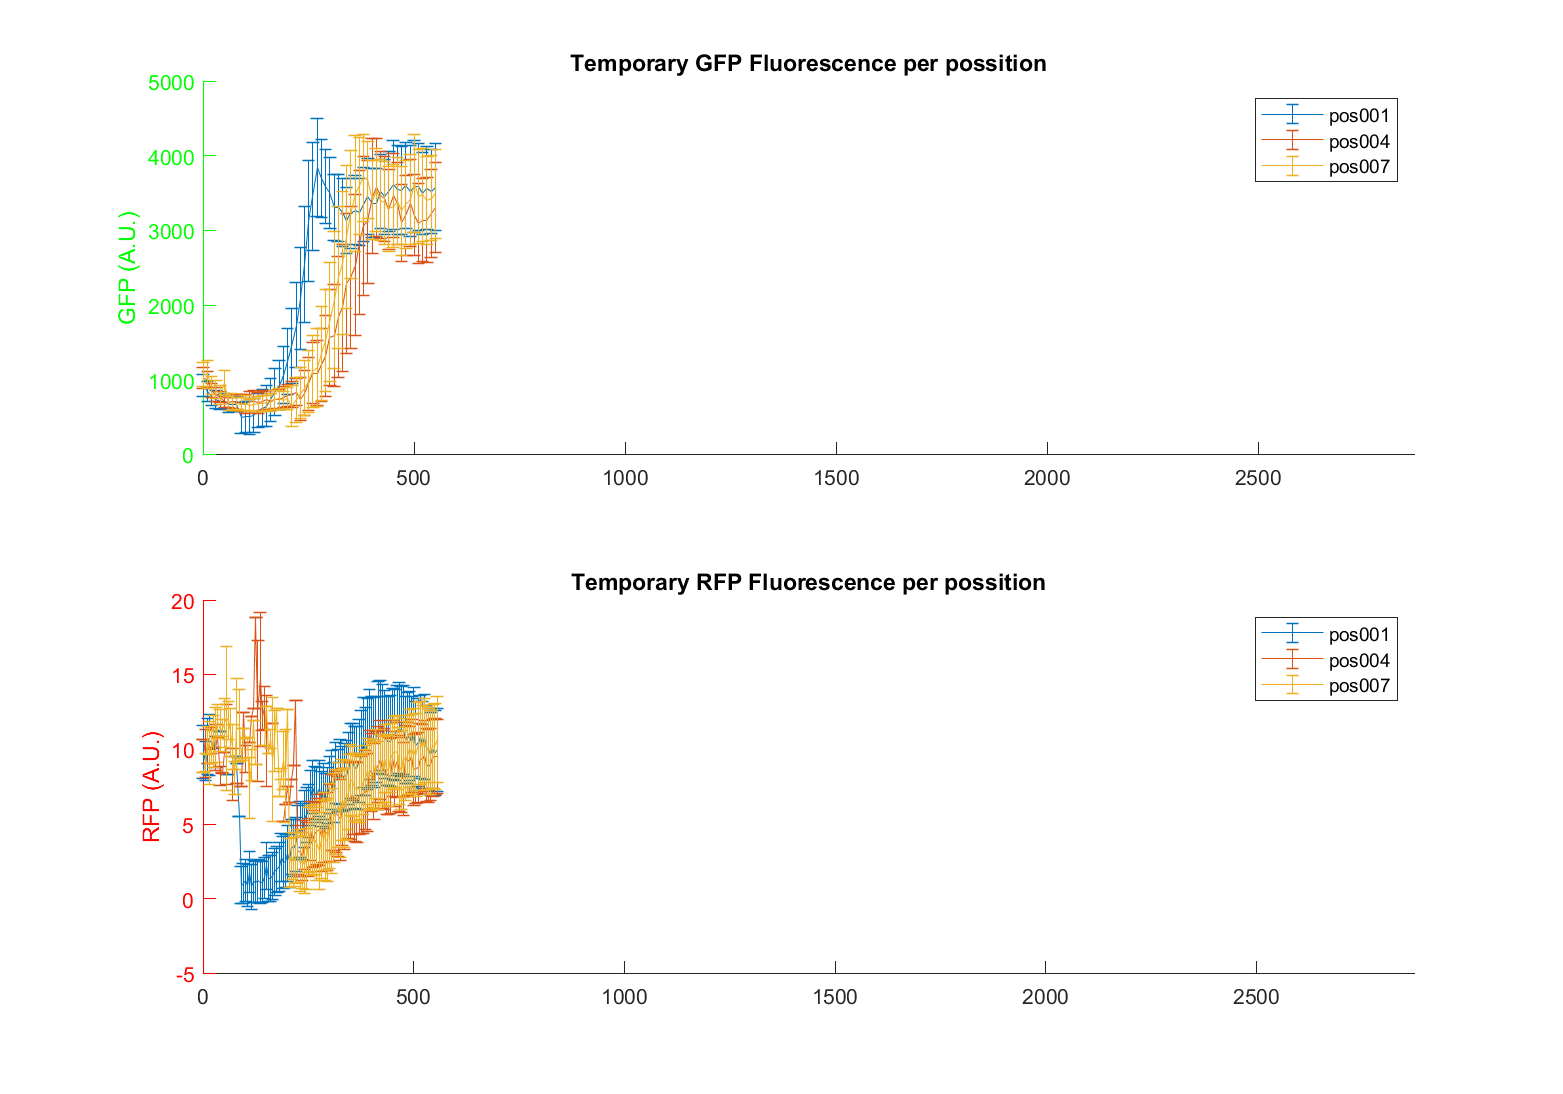 Temporary GFP Fluorescence per possition
5000
4000
3000
2000
1000
0
GFP (A.U.)
0 500 1000 1500 2000 2500
pos001
pos004
pos007
Temporary RFP Fluorescence per possition
20
15
10
5
0
-5
RFP (A.U.)
0 500 1000 1500 2000 2500
pos001
pos004
pos007